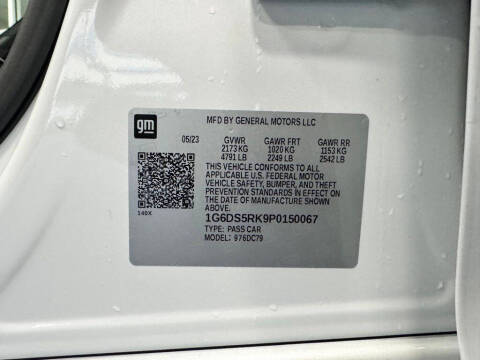 gm
MFD BY GENERAL MOTORS LLC
05/23 GVWR GAWR FRT GAWR RR
2173 KG 1020 KG 1153 KG
4791 LB 2249 LB 2542 LB
THIS VEHICLE CONFORMS TO ALL
APPLICABLE U.S. FEDERAL MOTOR
VEHICLE SAFETY, BUMPER, AND THEFT
PREVENTION STANDARDS IN EFFECT ON
THE DATE OF MANUFACTURE SHOWN
ABOVE.
1G6DS5RK9P0150067
140X
TYPE: PASS CAR
MODEL: 976DC79